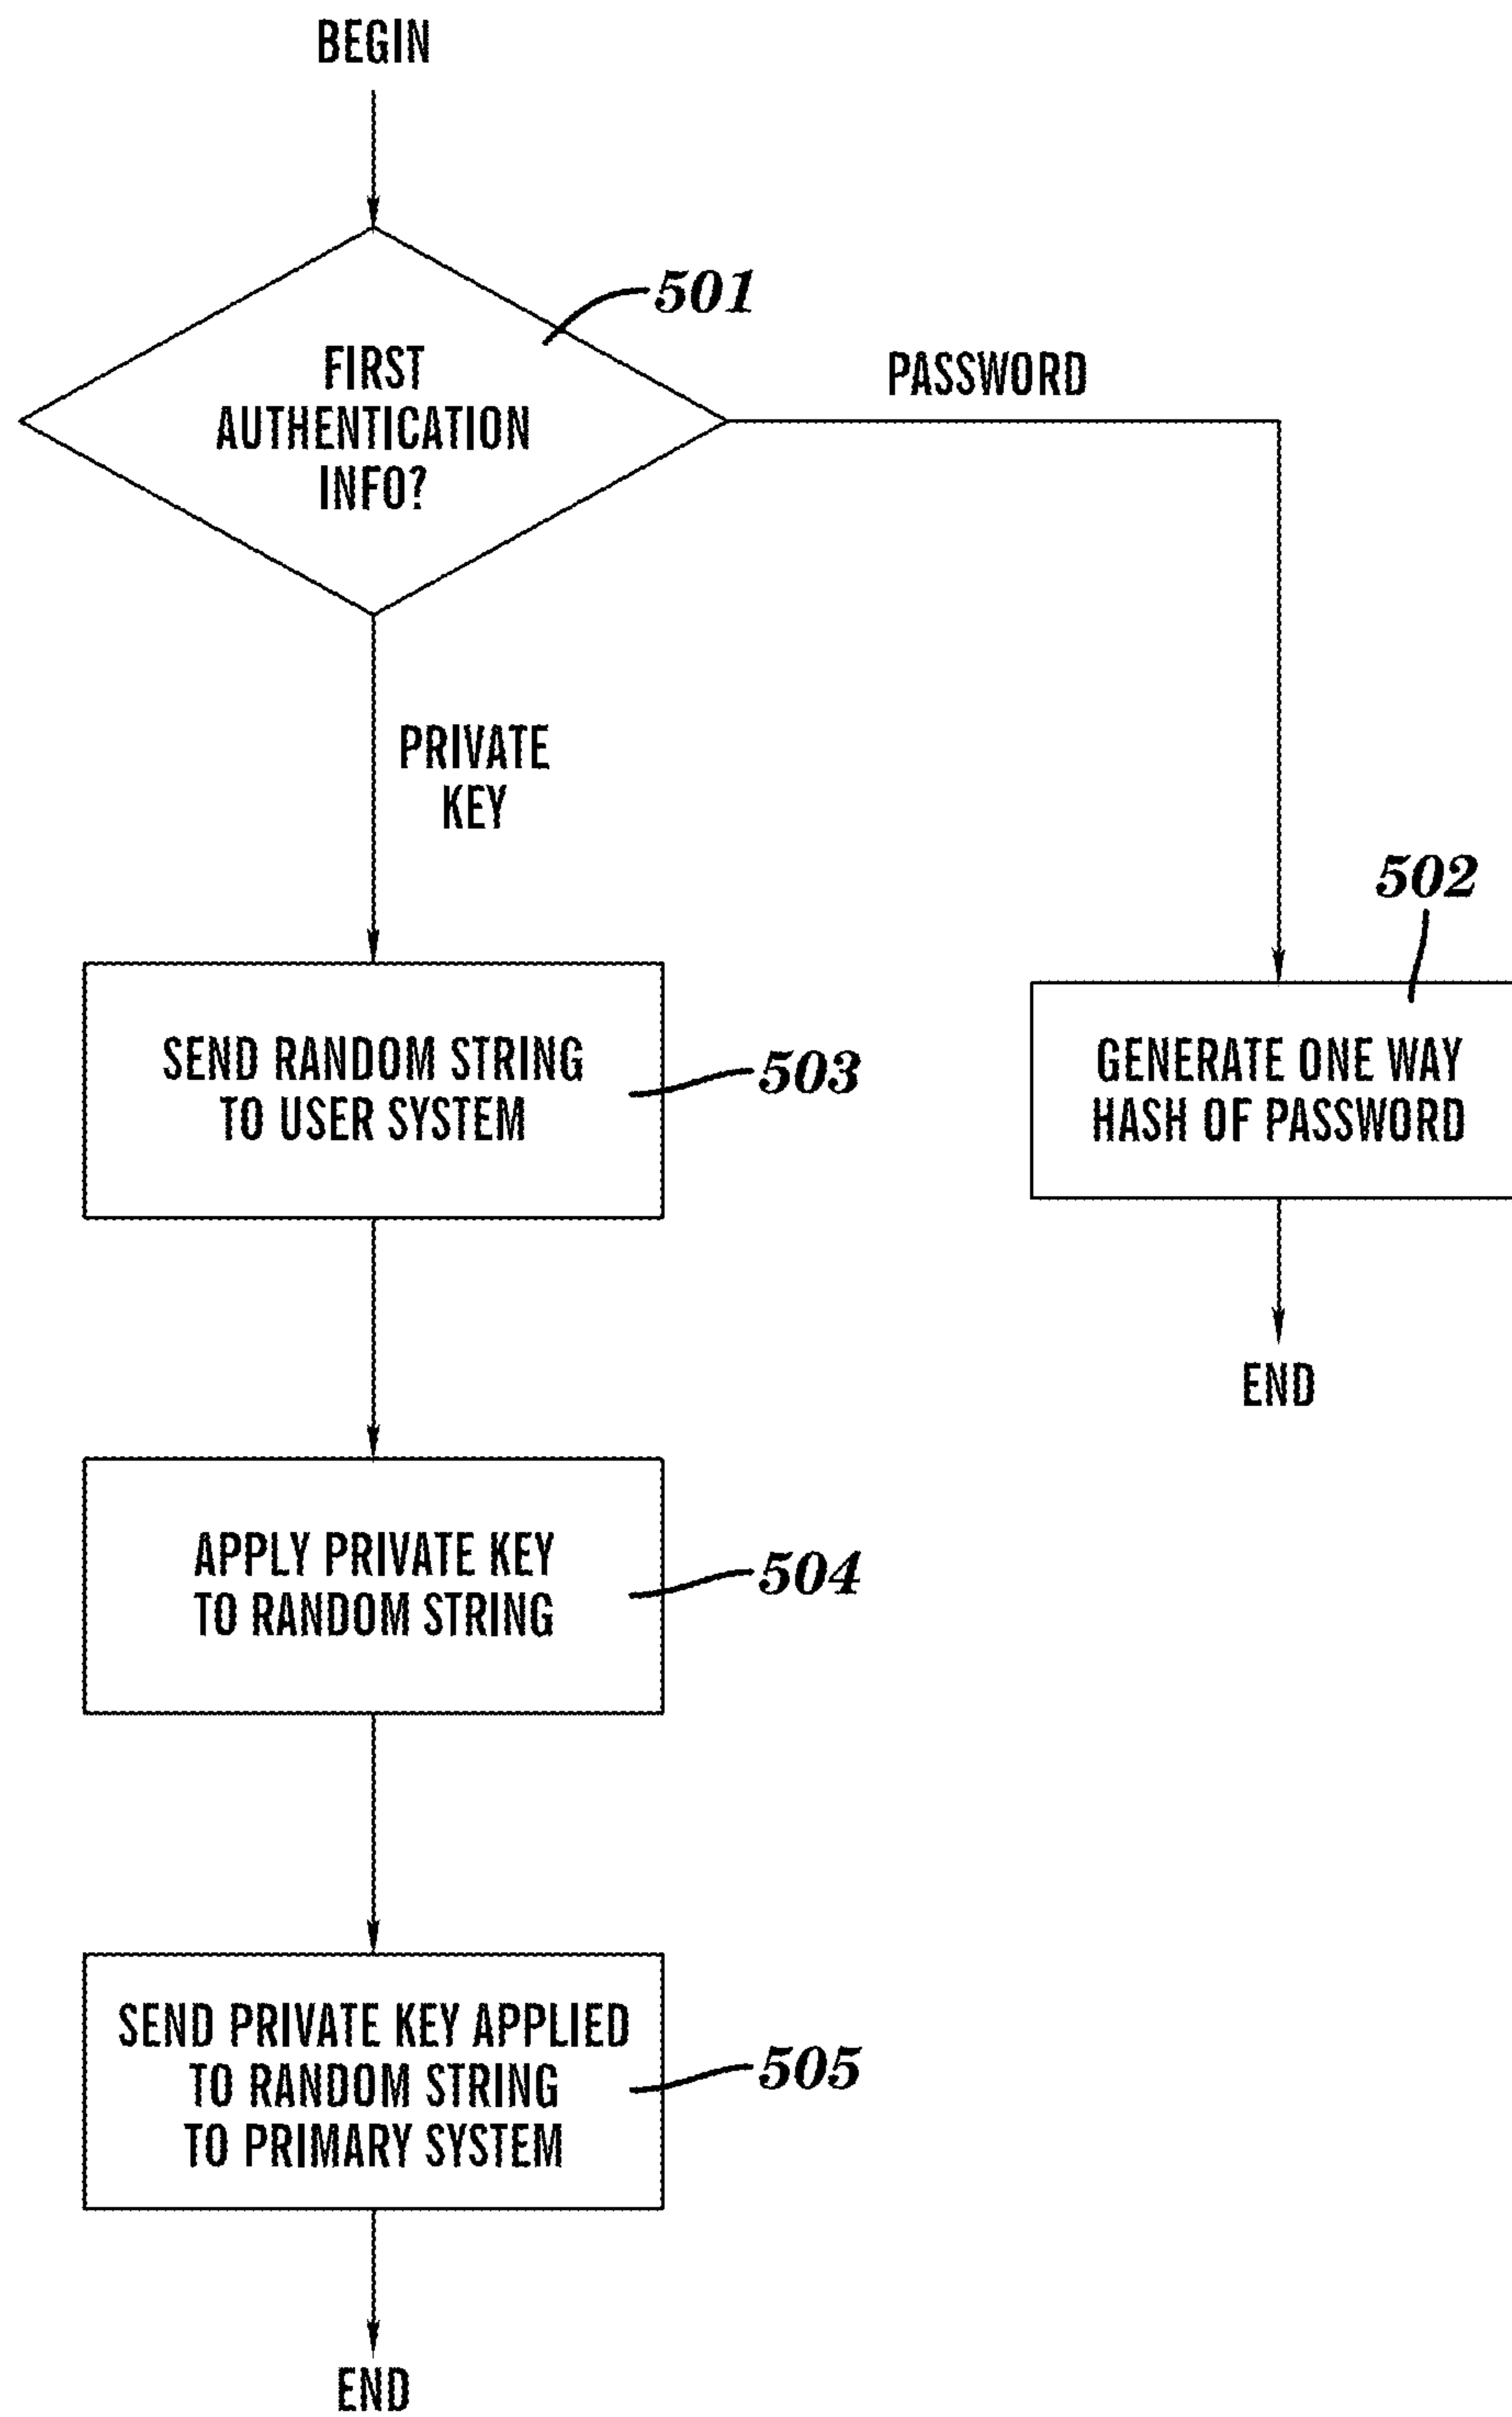 BEGIN
501
FIRST
AUTHENTICATION
INFO?
PASSWORD
PRIVATE
KEY
502
SEND RANDOM STRING
TO USER SYSTEM
503
GENERATE ONE WAY
HASH OF PASSWORD
END
APPLY PRIVATE KEY
TO RANDOM STRING
504
SEND PRIVATE KEY APPLIED
TO RANDOM STRING
TO PRIMARY SYSTEM
505
END